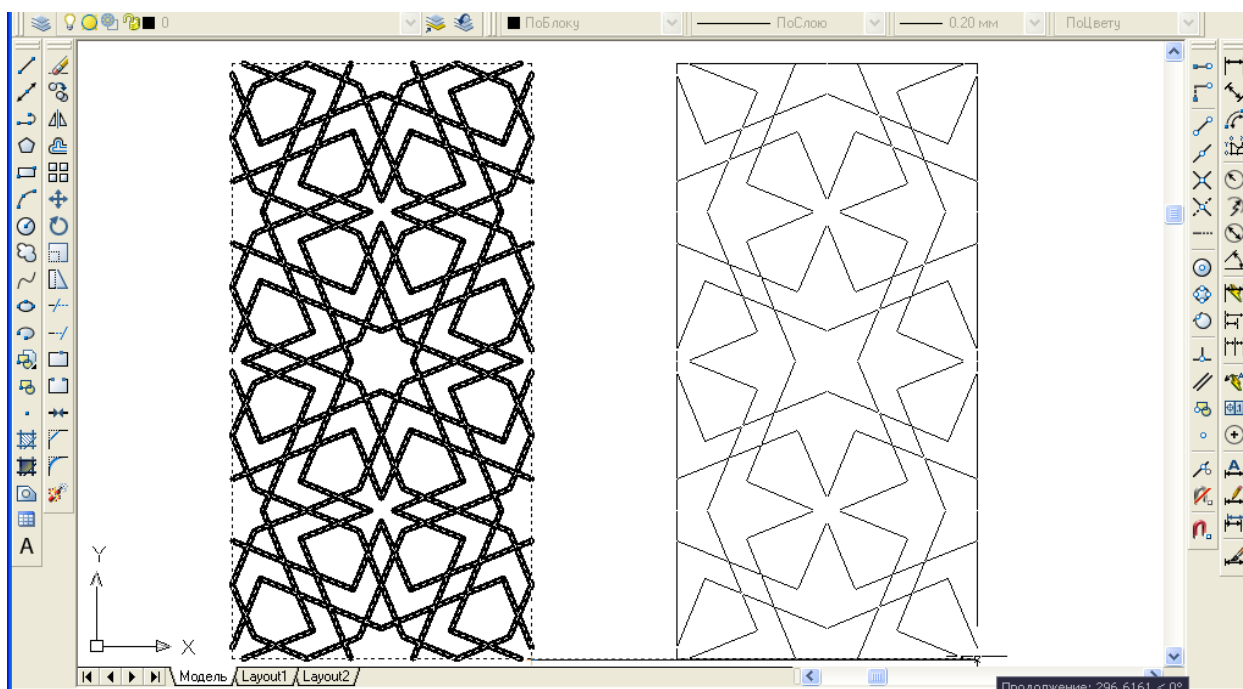 0 ПоБлоку ПоСлою 0.20 мм ПоЦвету
A
A
Y
X
Модель Layout1 Layout2
Продолжение: 296.6161 < 0°